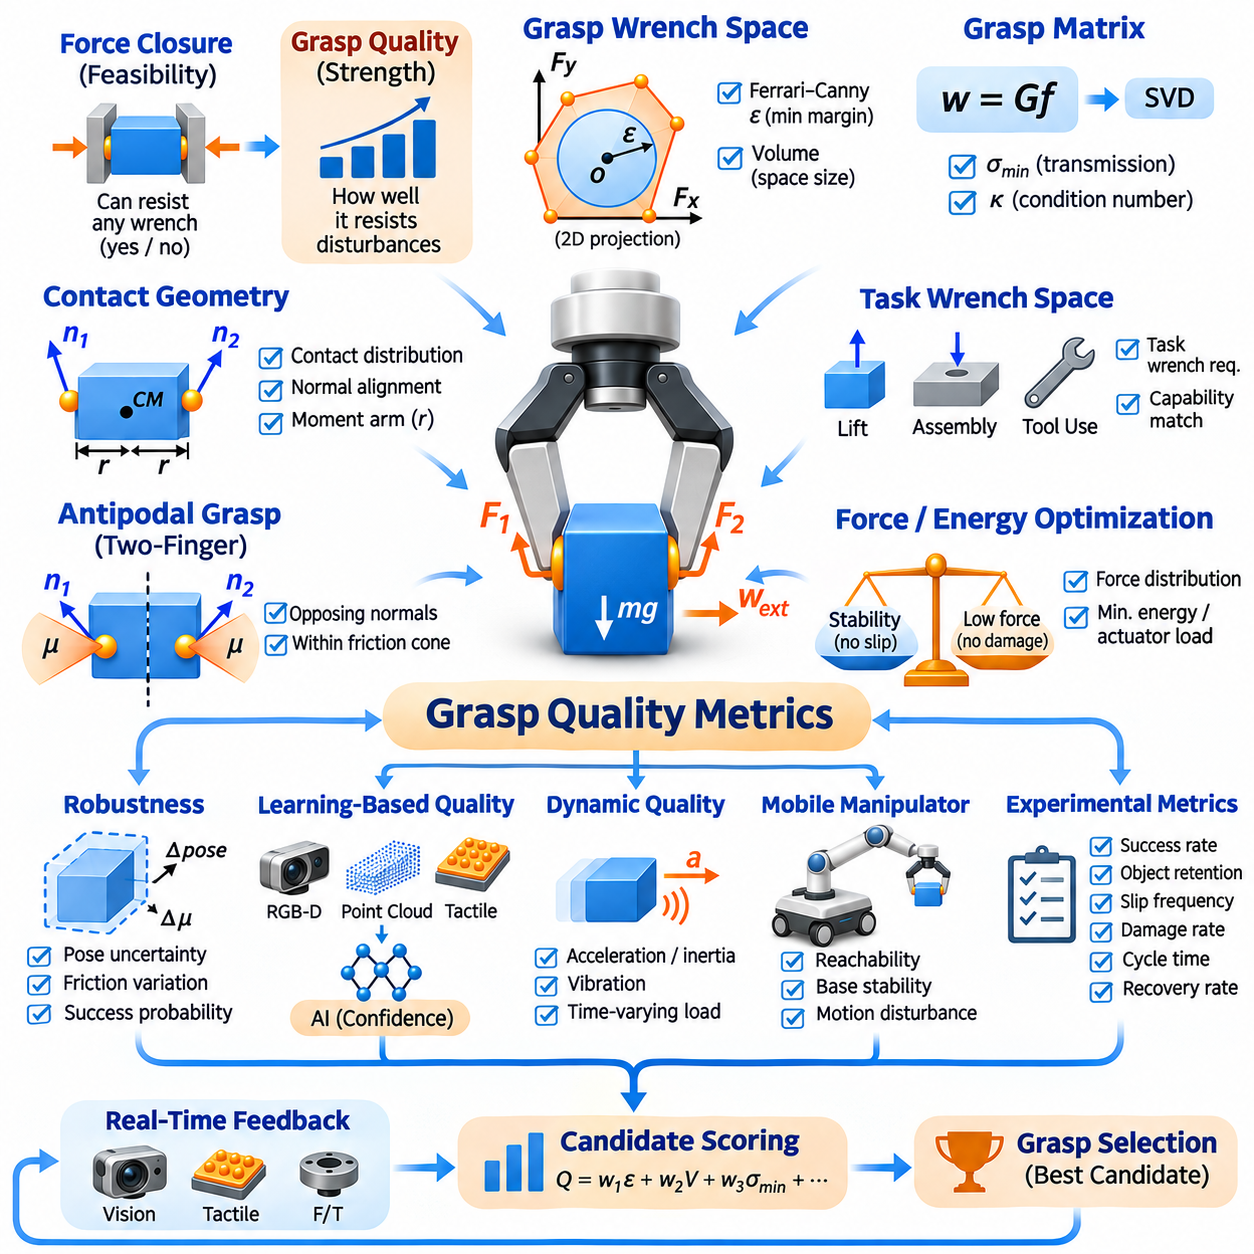 Force Closure
(Feasibility)
Can resist
any wrench
(yes / no)
Grasp Quality
(Strength)
How well
it resists
disturbances
Grasp Wrench Space
Fy
ε
o
Fx
(2D projection)
Ferrari–Canny
ε (min margin)
Volume
(space size)
Grasp Matrix
w = Gf
SVD
σmin (transmission)
κ (condition number)
Contact Geometry
n1
n2
CM
r
r
Contact distribution
Normal alignment
Moment arm (r)
Task Wrench Space
Lift
Assembly
Tool Use
Task
wrench req.
Capability
match
Antipodal Grasp
(Two-Finger)
n1
n2
μ
μ
Opposing normals
Within friction cone
F1
F2
mg
wext
Force / Energy Optimization
Stability
(no slip)
Low force
(no damage)
Force distribution
Min. energy /
actuator load
Grasp Quality Metrics
Robustness
Δpose
Δμ
Pose uncertainty
Friction variation
Success probability
Learning-Based Quality
RGB-D
Point Cloud
Tactile
AI (Confidence)
Dynamic Quality
a
Acceleration / inertia
Vibration
Time-varying load
Mobile Manipulator
Reachability
Base stability
Motion disturbance
Experimental Metrics
Success rate
Object retention
Slip frequency
Damage rate
Cycle time
Recovery rate
Real-Time Feedback
Vision
Tactile
F/T
Candidate Scoring
Q = w1ε + w2V + w3σmin + ⋯
Grasp Selection
(Best Candidate)